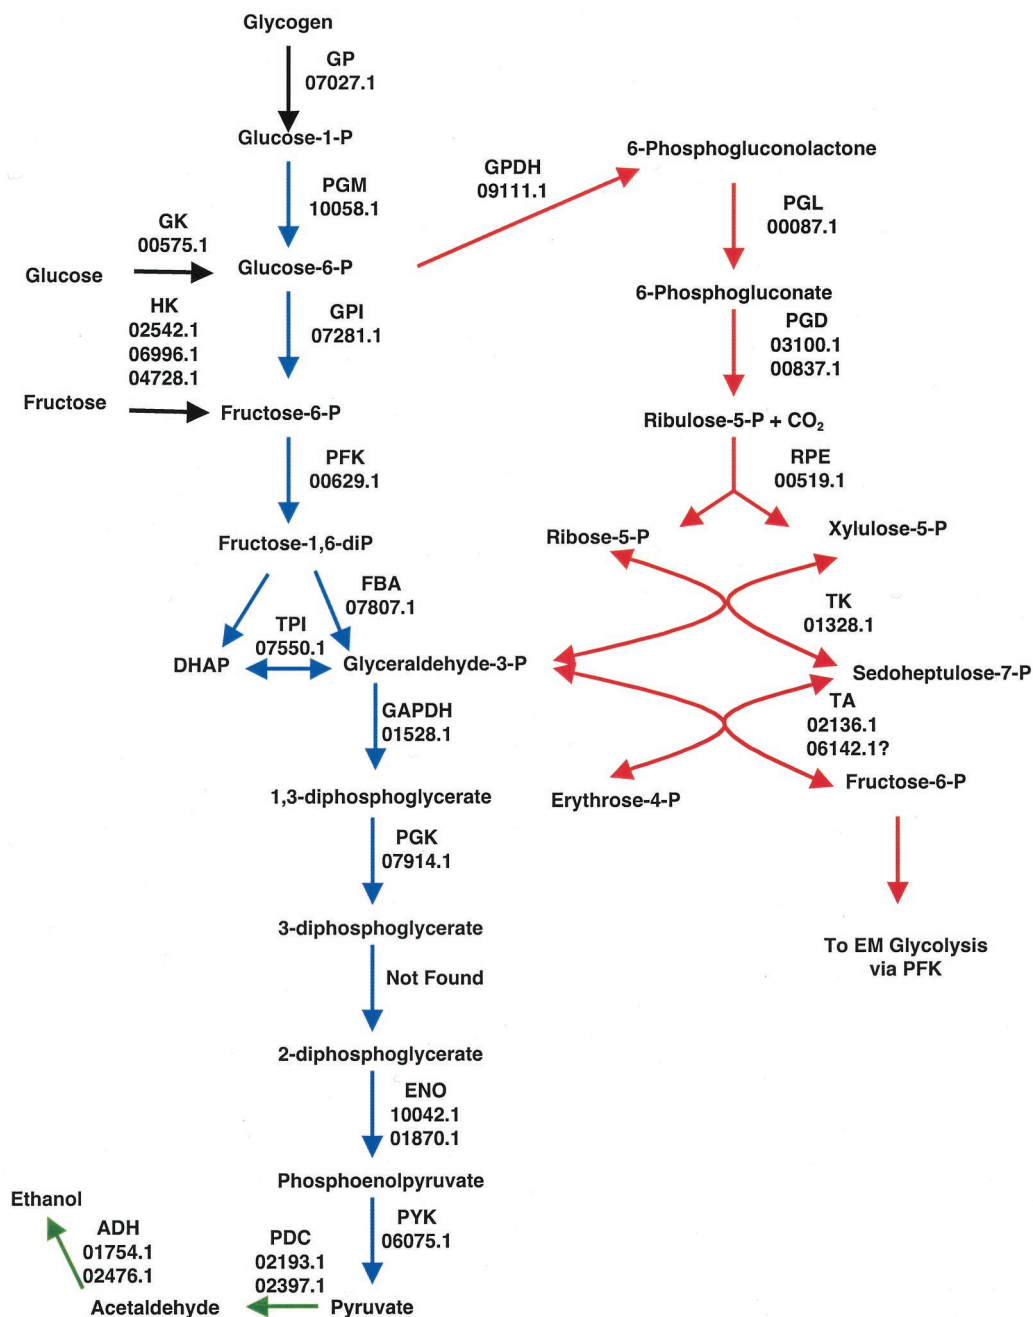 Glycogen
GP
07027.1
Glucose-1-P
PGM
10058.1
GK
00575.1
Glucose
Glucose-6-P
HK
02542.1
06996.1
04728.1
GPI
07281.1
Fructose
Fructose-6-P
PFK
00629.1
Fructose-1,6-diP
FBA
07807.1
TPI
07550.1
DHAP
Glyceraldehyde-3-P
GAPDH
01528.1
1,3-diphosphoglycerate
PGK
07914.1
3-diphosphoglycerate
Not Found
2-diphosphoglycerate
ENO
10042.1
01870.1
Phosphoenolpyruvate
PYK
06075.1
Pyruvate
PDC
02193.1
02397.1
Acetaldehyde
ADH
01754.1
02476.1
Ethanol
GPDH
09111.1
6-Phosphogluconolactone
PGL
00087.1
6-Phosphogluconate
PGD
03100.1
00837.1
Ribulose-5-P + CO₂
RPE
00519.1
Ribose-5-P
Xylulose-5-P
TK
01328.1
Sedoheptulose-7-P
TA
02136.1
06142.1?
Erythrose-4-P
Fructose-6-P
To EM Glycolysis
via PFK